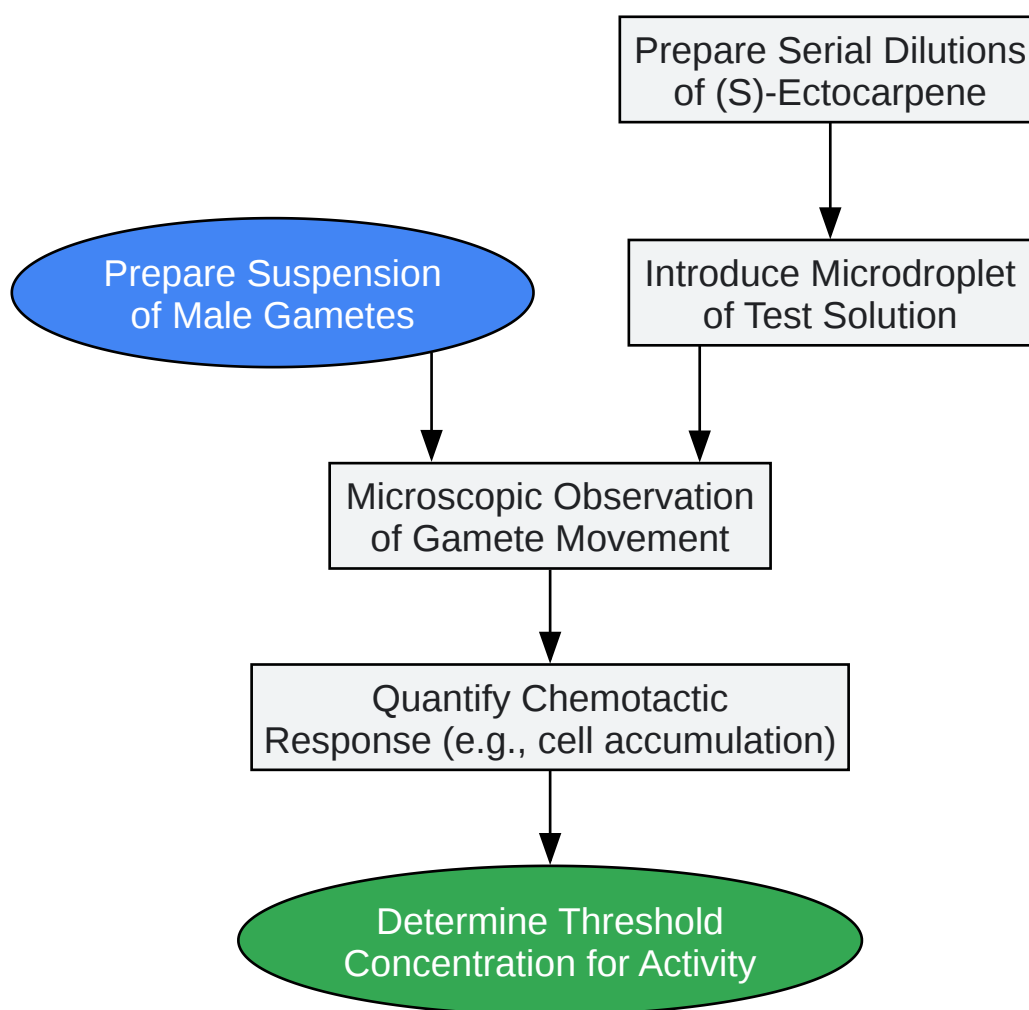 Prepare Serial Dilutions
of (S)-Ectocarpene
Prepare Suspension
of Male Gametes
Introduce Microdroplet
of Test Solution
Microscopic Observation
of Gamete Movement
Quantify Chemotactic
Response (e.g., cell accumulation)
Determine Threshold
Concentration for Activity